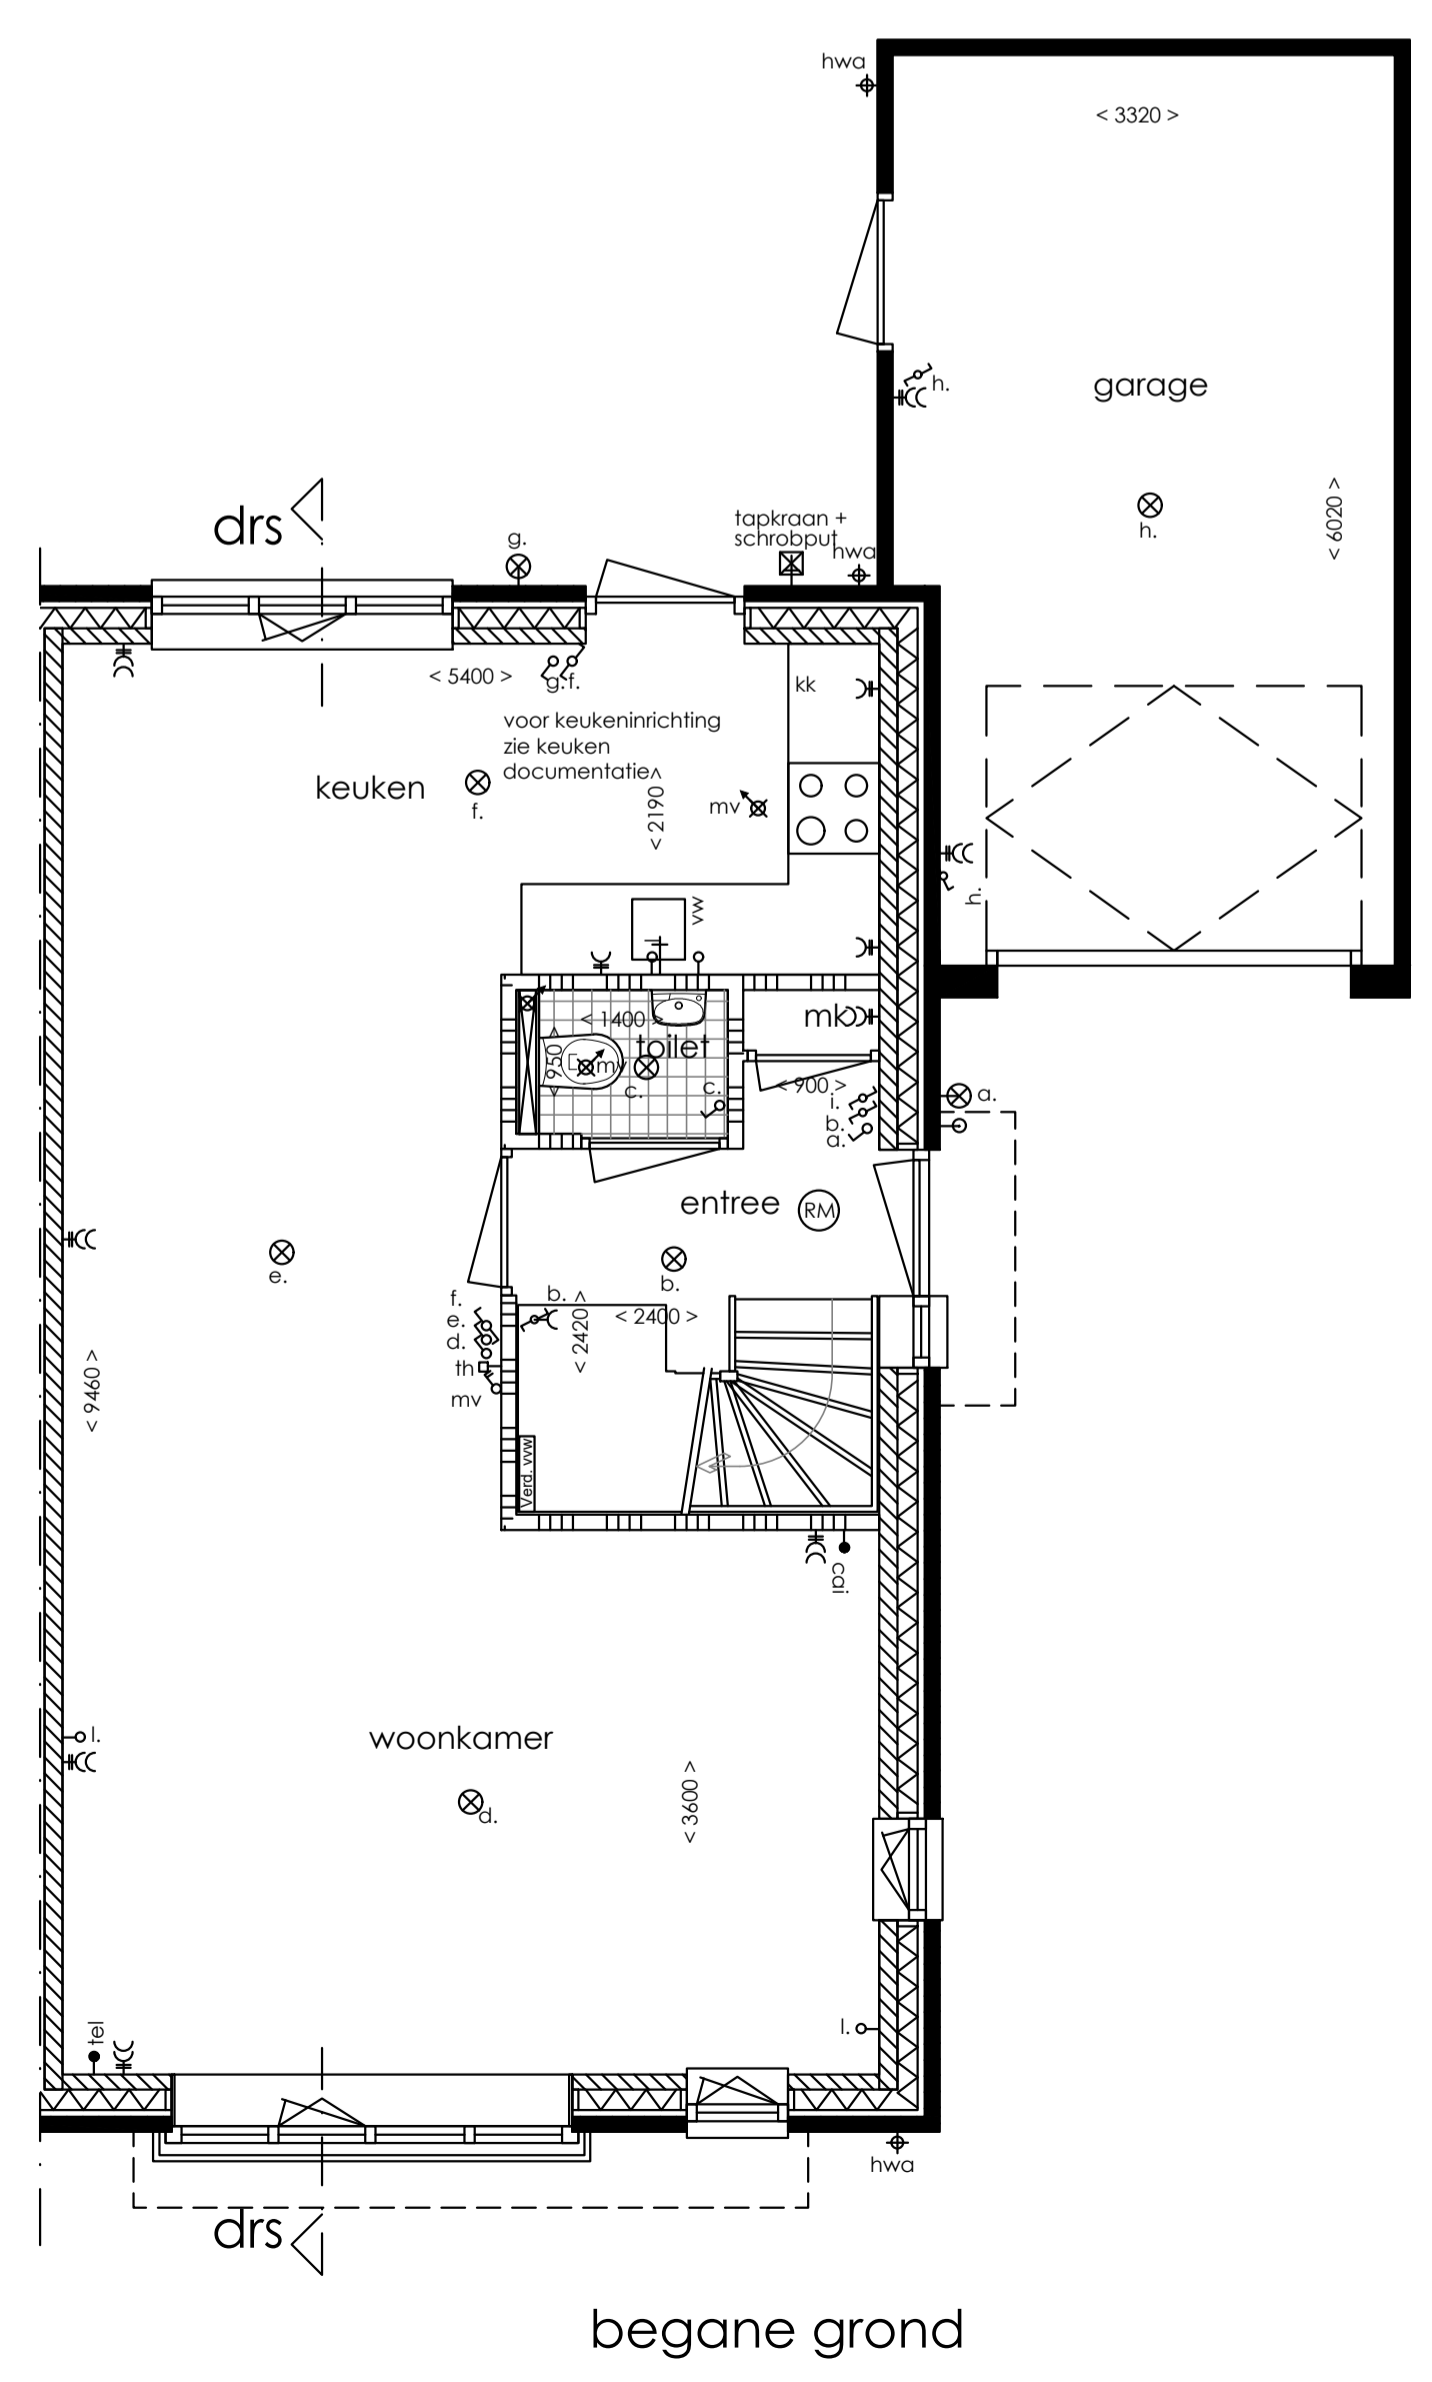 hwa
< 3320 >
h.
garage
< 6020 >
h.
drs
g.
tapkraan +
schrobput
hwa
< 5400 >
g.f.
kk
voor keukeninrichting
zie keuken
documentatie
keuken
f.
< 2190 >
mv
h.
vw
mk
< 1400 >
toilet
< 950 >
mv
c.
c.
< 900 >
i.
b.
a.
a.
entree
RM
b.
e.
f.
e.
d.
th
mv
b.
< 2420 >
< 2400 >
< 9460 >
Verd. vvw
cai
l.
woonkamer
d.
< 3600 >
tel
l.
hwa
drs
begane grond